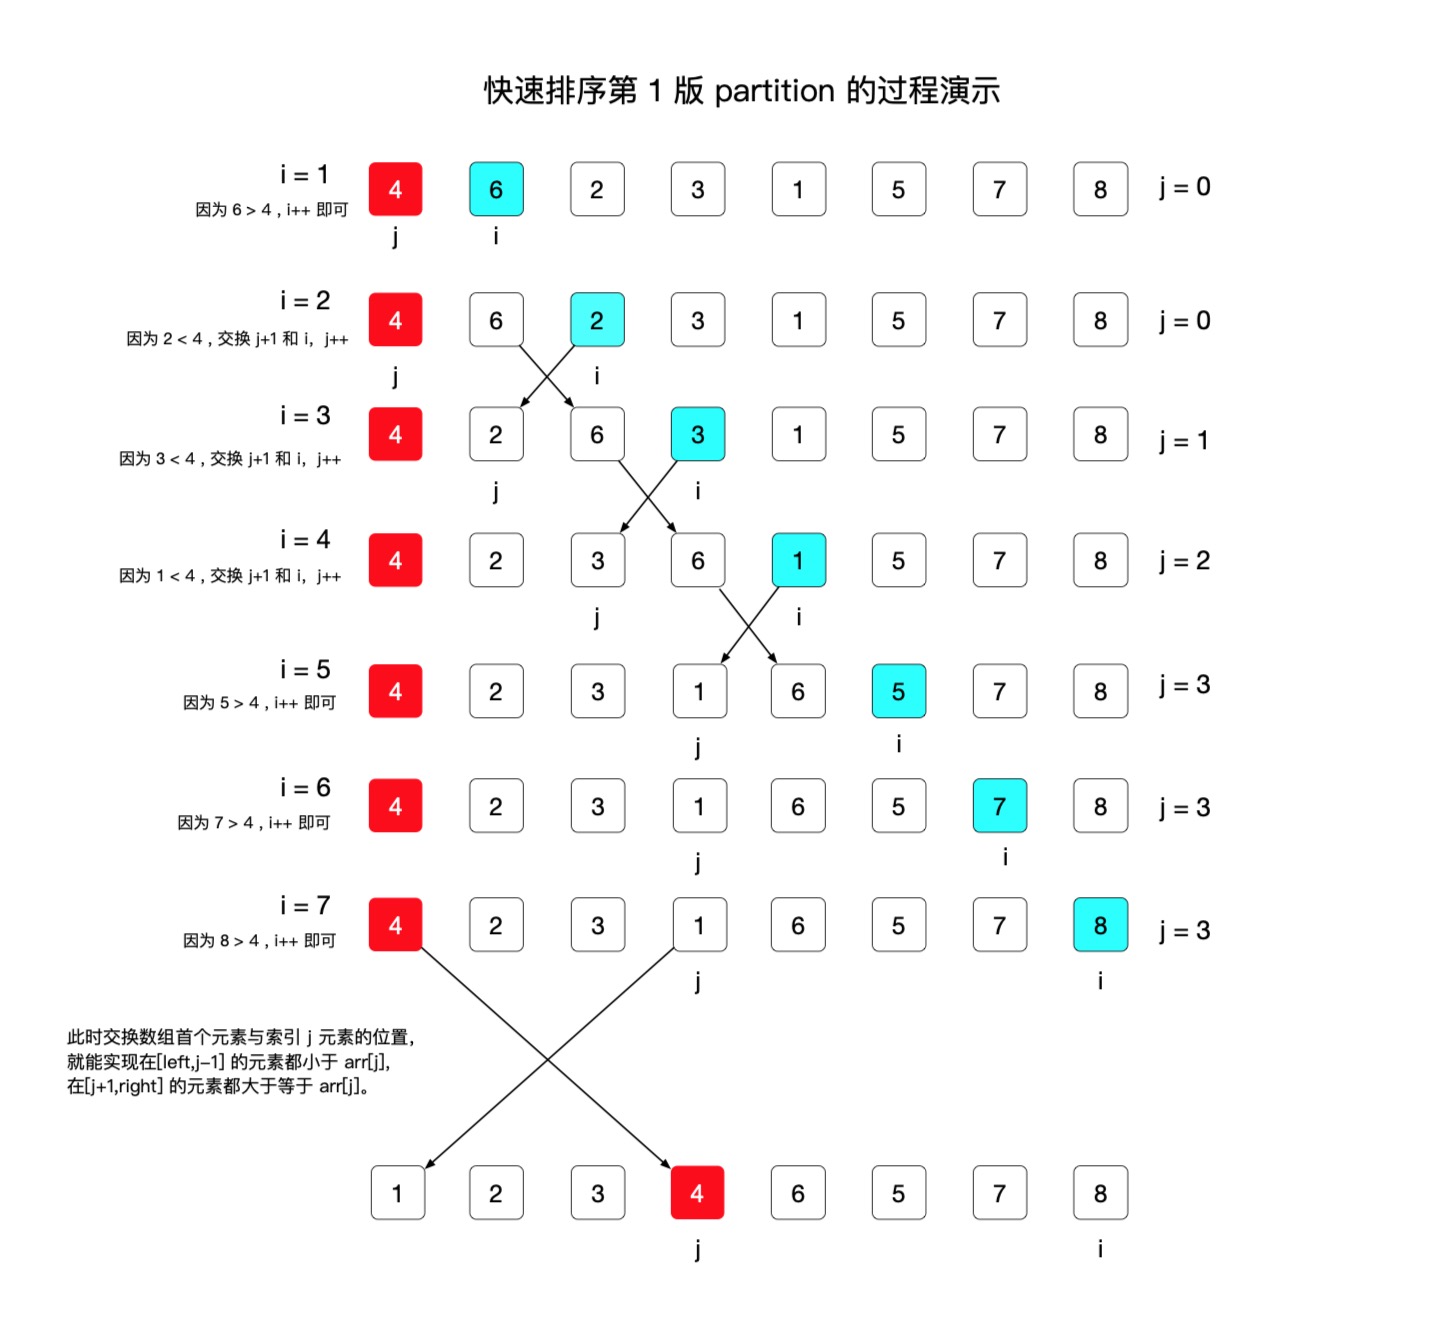 快速排序第 1 版 partition 的过程演示
i = 1
4 6 2 3 1 5 7 8 j = 0
因为 6 > 4 , i++ 即可
j i
i = 2
4 6 2 3 1 5 7 8 j = 0
因为 2 < 4 , 交换 j+1 和 i,  j++
j i
i = 3
4 2 6 3 1 5 7 8 j = 1
因为 3 < 4 , 交换 j+1 和 i,  j++
j i
i = 4
4 2 3 6 1 5 7 8 j = 2
因为 1 < 4 , 交换 j+1 和 i,  j++
j i
i = 5
4 2 3 1 6 5 7 8 j = 3
因为 5 > 4 , i++ 即可
j i
i = 6
4 2 3 1 6 5 7 8 j = 3
因为 7 > 4 , i++ 即可
j i
i = 7
4 2 3 1 6 5 7 8 j = 3
因为 8 > 4 , i++ 即可
j i
此时交换数组首个元素与索引 j 元素的位置,
就能实现在[left,j-1] 的元素都小于 arr[j],
在[j+1,right] 的元素都大于等于 arr[j]。
1 2 3 4 6 5 7 8
j i